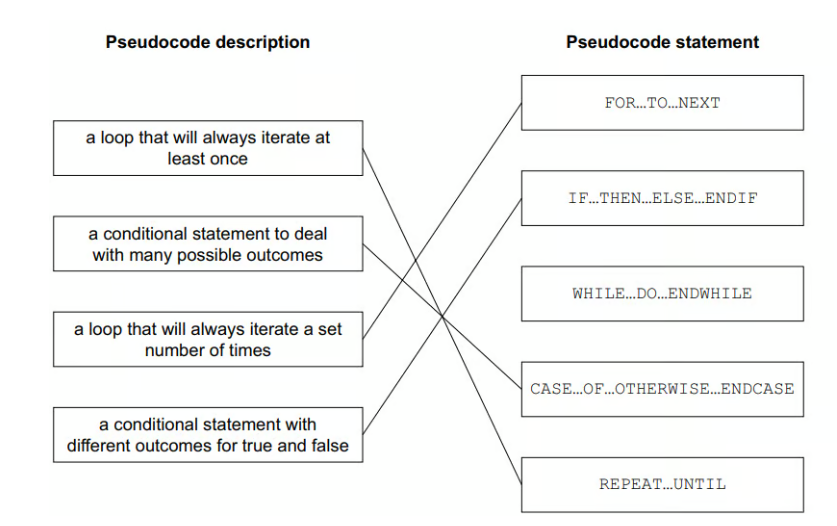 Pseudocode description
Pseudocode statement
a loop that will always iterate at
least once
a conditional statement to deal
with many possible outcomes
a loop that will always iterate a set
number of times
a conditional statement with
different outcomes for true and false
FOR…TO…NEXT
IF…THEN…ELSE…ENDIF
WHILE…DO…ENDWHILE
CASE…OF…OTHERWISE…ENDCASE
REPEAT…UNTIL